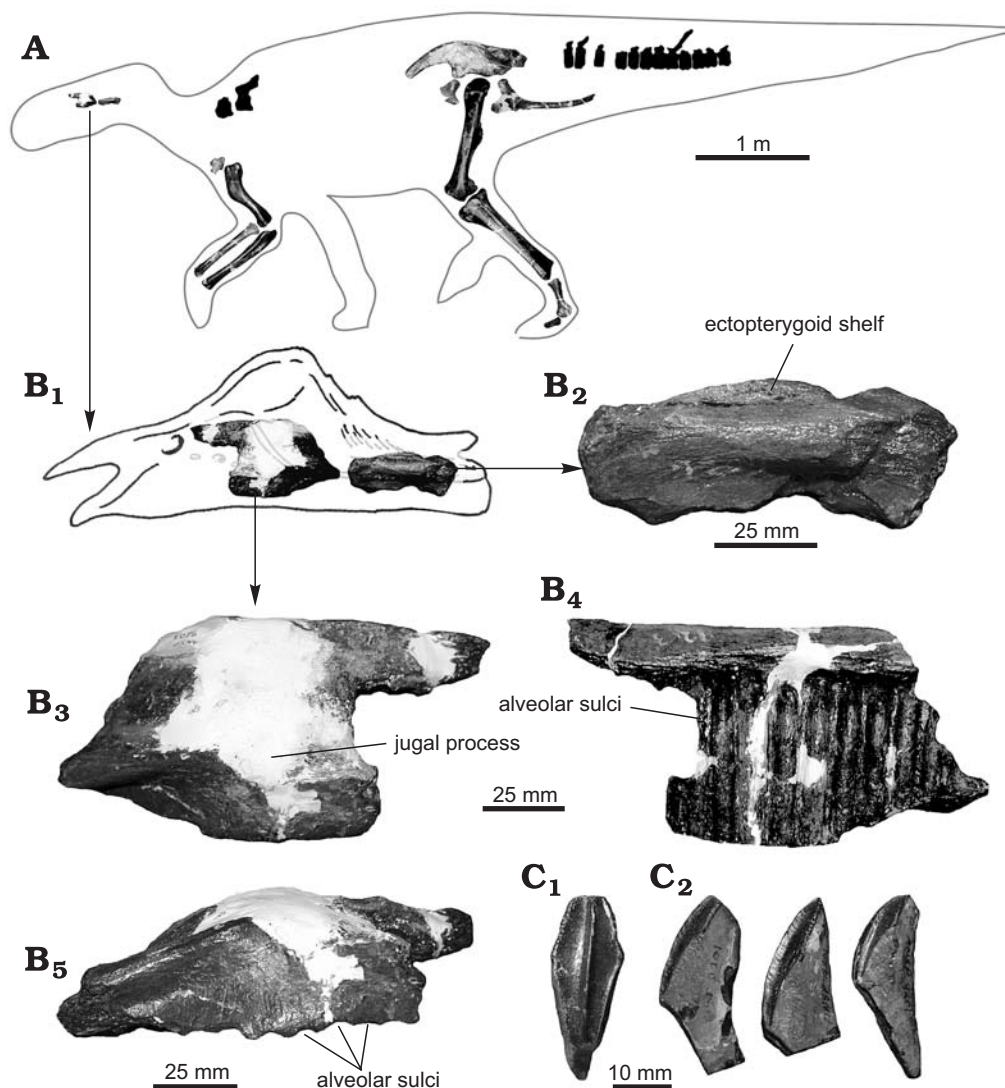 A
1 m
ectopterygoid shelf
B1
B2
25 mm
B4
alveolar sulci
B3
jugal process
25 mm
C1
C2
B5
25 mm
alveolar sulci
10 mm